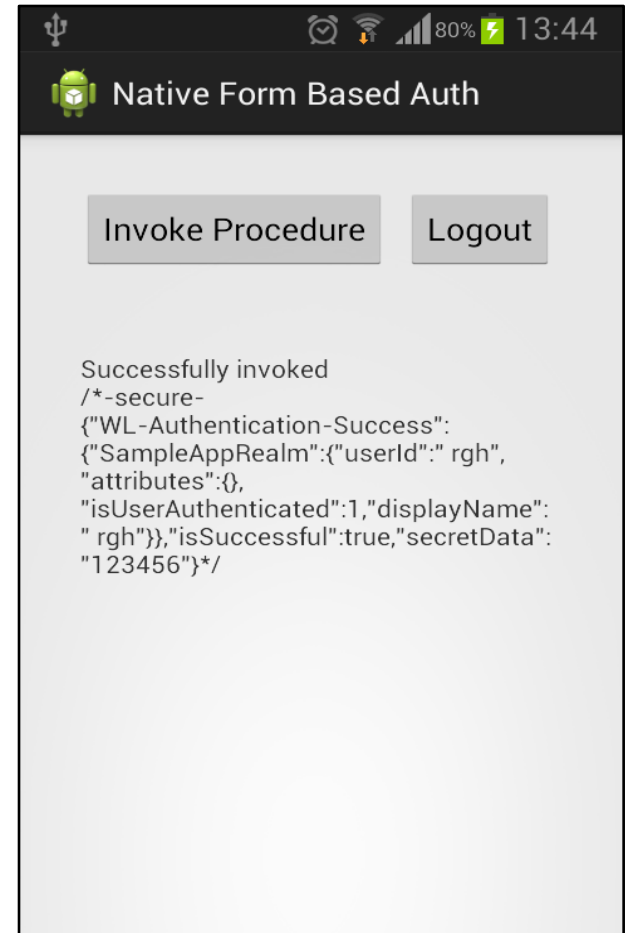 80% 13:44
Native Form Based Auth
Invoke Procedure Logout
Successfully invoked
/*-secure-
{"WL-Authentication-Success":
{"SampleAppRealm":{"userId":" rgh",
"attributes":{},
"isUserAuthenticated":1,"displayName":
" rgh"}},"isSuccessful":true,"secretData":
"123456"}*/